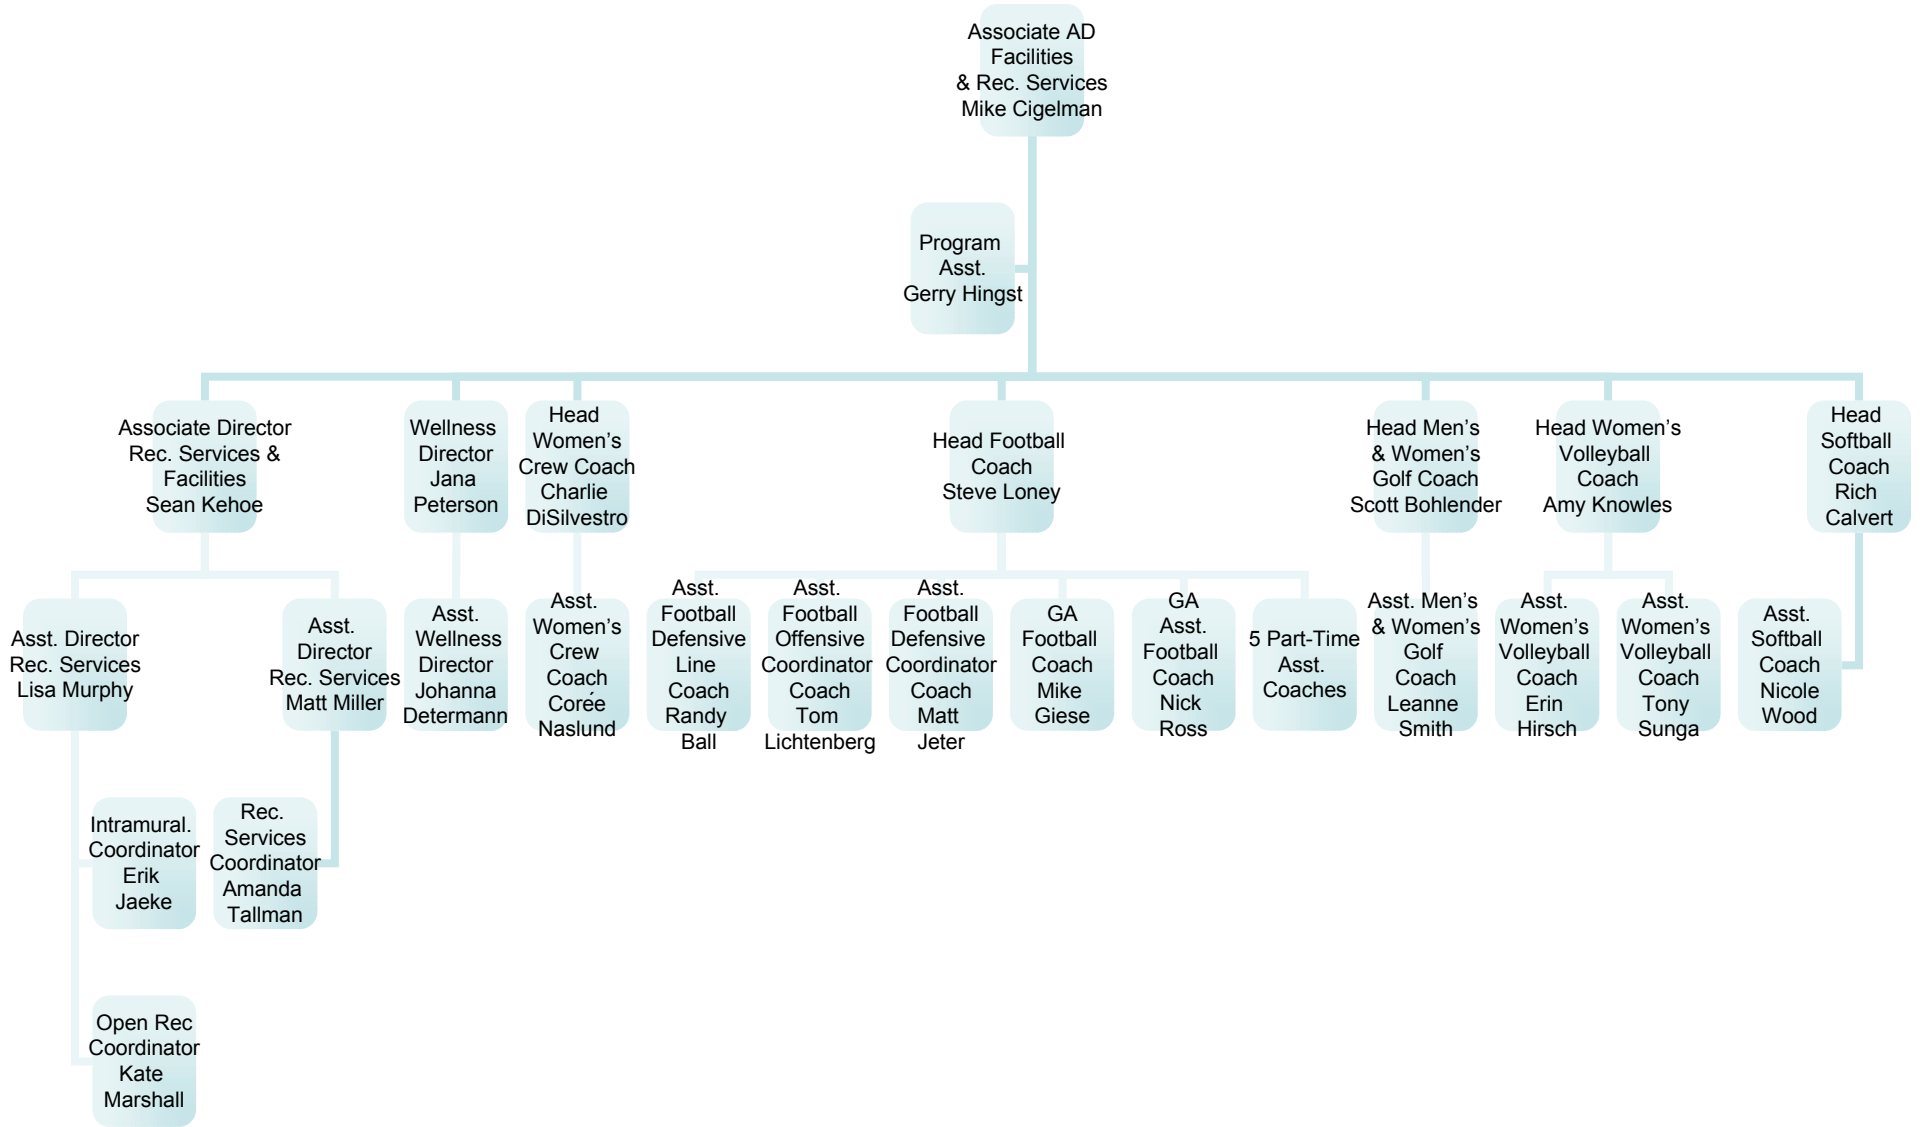 Associate AD
Facilities
& Rec. Services
Mike Cigelman
Program
Asst.
Gerry Hingst
Associate Director
Rec. Services &
Facilities
Sean Kehoe
Wellness
Director
Jana
Peterson
Head
Women's
Crew Coach
Charlie
DiSilvestro
Head Football
Coach
Steve Loney
Head Men's
& Women's
Golf Coach
Scott Bohlender
Head Women's
Volleyball
Coach
Amy Knowles
Head
Softball
Coach
Rich
Calvert
Asst. Director
Rec. Services
Lisa Murphy
Asst.
Director
Rec. Services
Matt Miller
Asst.
Wellness
Director
Johanna
Determann
Asst.
Women's
Crew
Coach
Corée
Naslund
Asst.
Football
Defensive
Line
Coach
Randy
Ball
Asst.
Football
Offensive
Coordinator
Coach
Tom
Lichtenberg
Asst.
Football
Defensive
Coordinator
Coach
Matt
Jeter
GA
Football
Coach
Mike
Giese
GA
Asst.
Football
Coach
Nick
Ross
5 Part-Time
Asst.
Coaches
Asst. Men's
& Women's
Golf
Coach
Leanne
Smith
Asst.
Women's
Volleyball
Coach
Erin
Hirsch
Asst.
Women's
Volleyball
Coach
Tony
Sunga
Asst.
Softball
Coach
Nicole
Wood
Intramural.
Coordinator
Erik
Jaeke
Rec.
Services
Coordinator
Amanda
Tallman
Open Rec
Coordinator
Kate
Marshall